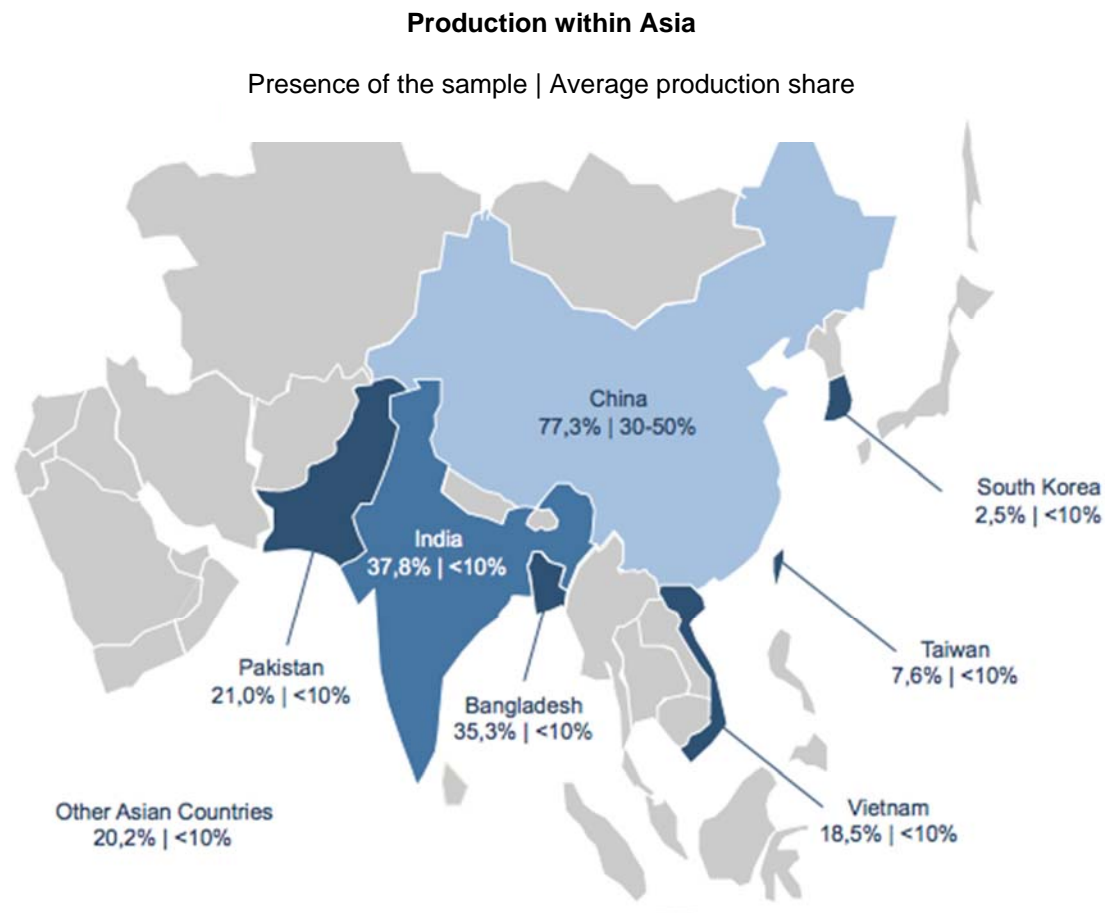 Production within Asia
Presence of the sample | Average production share
China
77,3% | 30-50%
South Korea
2,5% | <10%
India
37,8% | <10%
Taiwan
7,6% | <10%
Pakistan
21,0% | <10%
Bangladesh
35,3% | <10%
Vietnam
18,5% | <10%
Other Asian Countries
20,2% | <10%